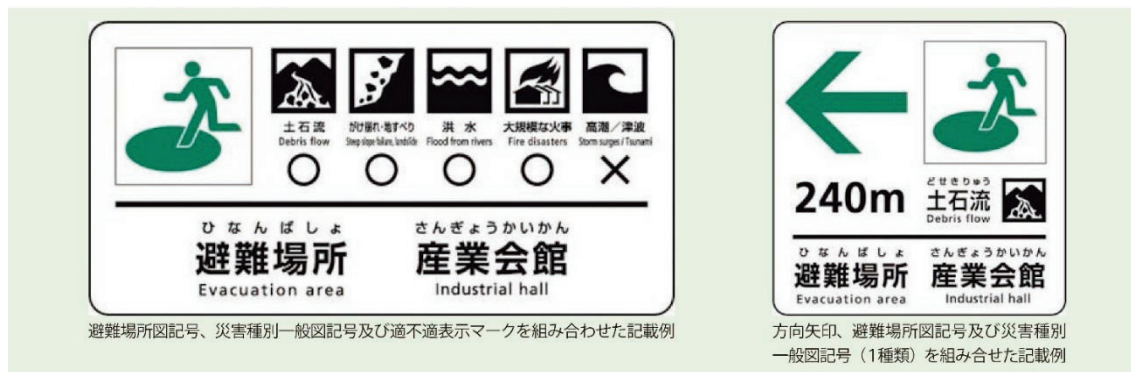 土石流
Debris flow
○
がけ崩れ・地すべり
Steep slope failure, landslide
○
洪水
Flood from rivers
○
大規模な火事
Fire disasters
○
高潮/津波
Storm surges / Tsunami
×
ひなんばしょ
避難場所
Evacuation area
さんぎょうかいかん
産業会館
Industrial hall
避難場所図記号、災害種別一般図記号及び適不適表示マークを組み合わせた記載例
240m
どせきりゅう
土石流
Debris flow
ひなんばしょ
避難場所
Evacuation area
さんぎょうかいかん
産業会館
Industrial hall
方向矢印、避難場所図記号及び災害種別
一般図記号(1種類)を組み合せた記載例